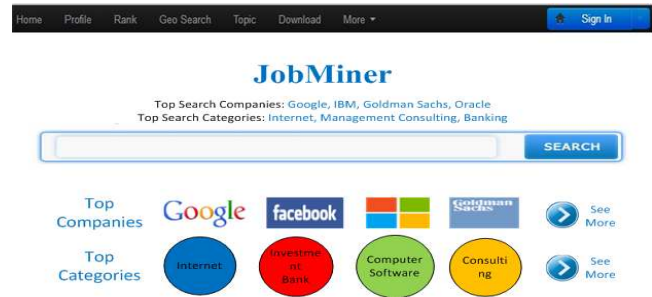 Home Profile Rank Geo Search Topic Download More Sign In
JobMiner
Top Search Companies: Google, IBM, Goldman Sachs, Oracle
Top Search Categories: Internet, Management Consulting, Banking
SEARCH
Top
Companies
Google
facebook
Goldman
Sachs
See
More
Top
Categories
Internet
Investme
nt
Bank
Computer
Software
Consulti
ng
See
More